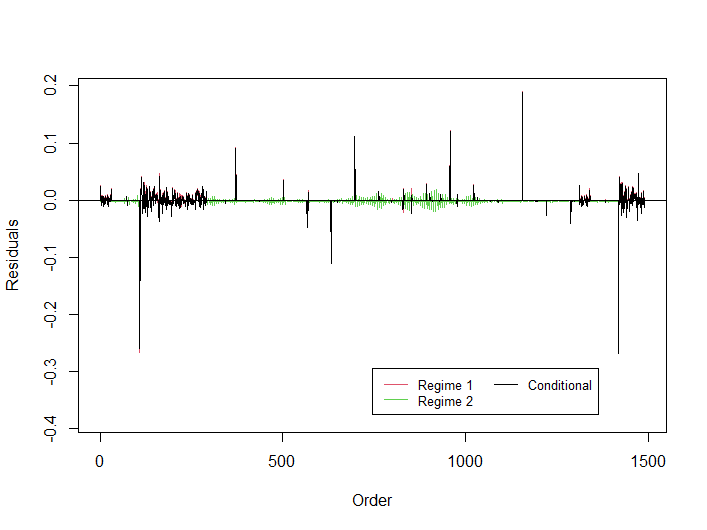 0.2
0.1
0.0
-0.1
-0.2
-0.3
-0.4
Residuals
Regime 1
Conditional
Regime 2
0
500
1000
1500
Order